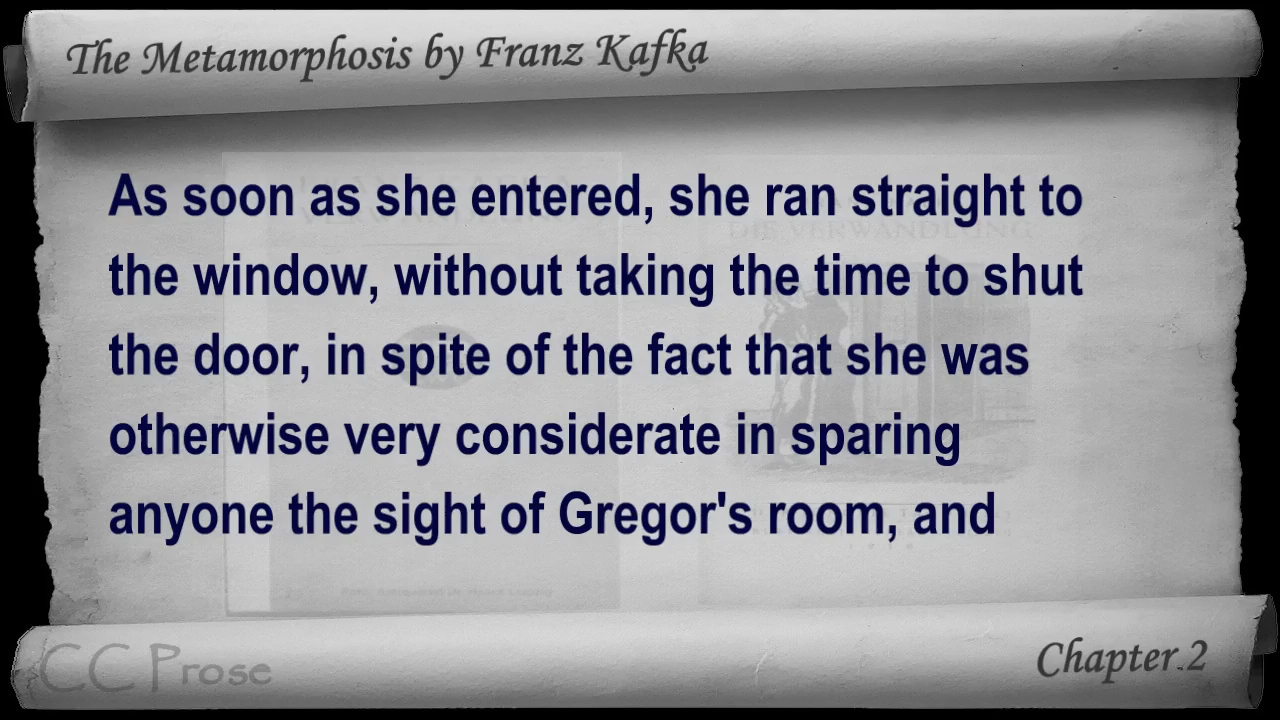 The Metamorphosis by Franz Kafka
As soon as she entered, she ran straight to
the window, without taking the time to shut
the door, in spite of the fact that she was
otherwise very considerate in sparing
anyone the sight of Gregor's room, and
DIE VERWANDLUNG
CC Prose
Chapter 2